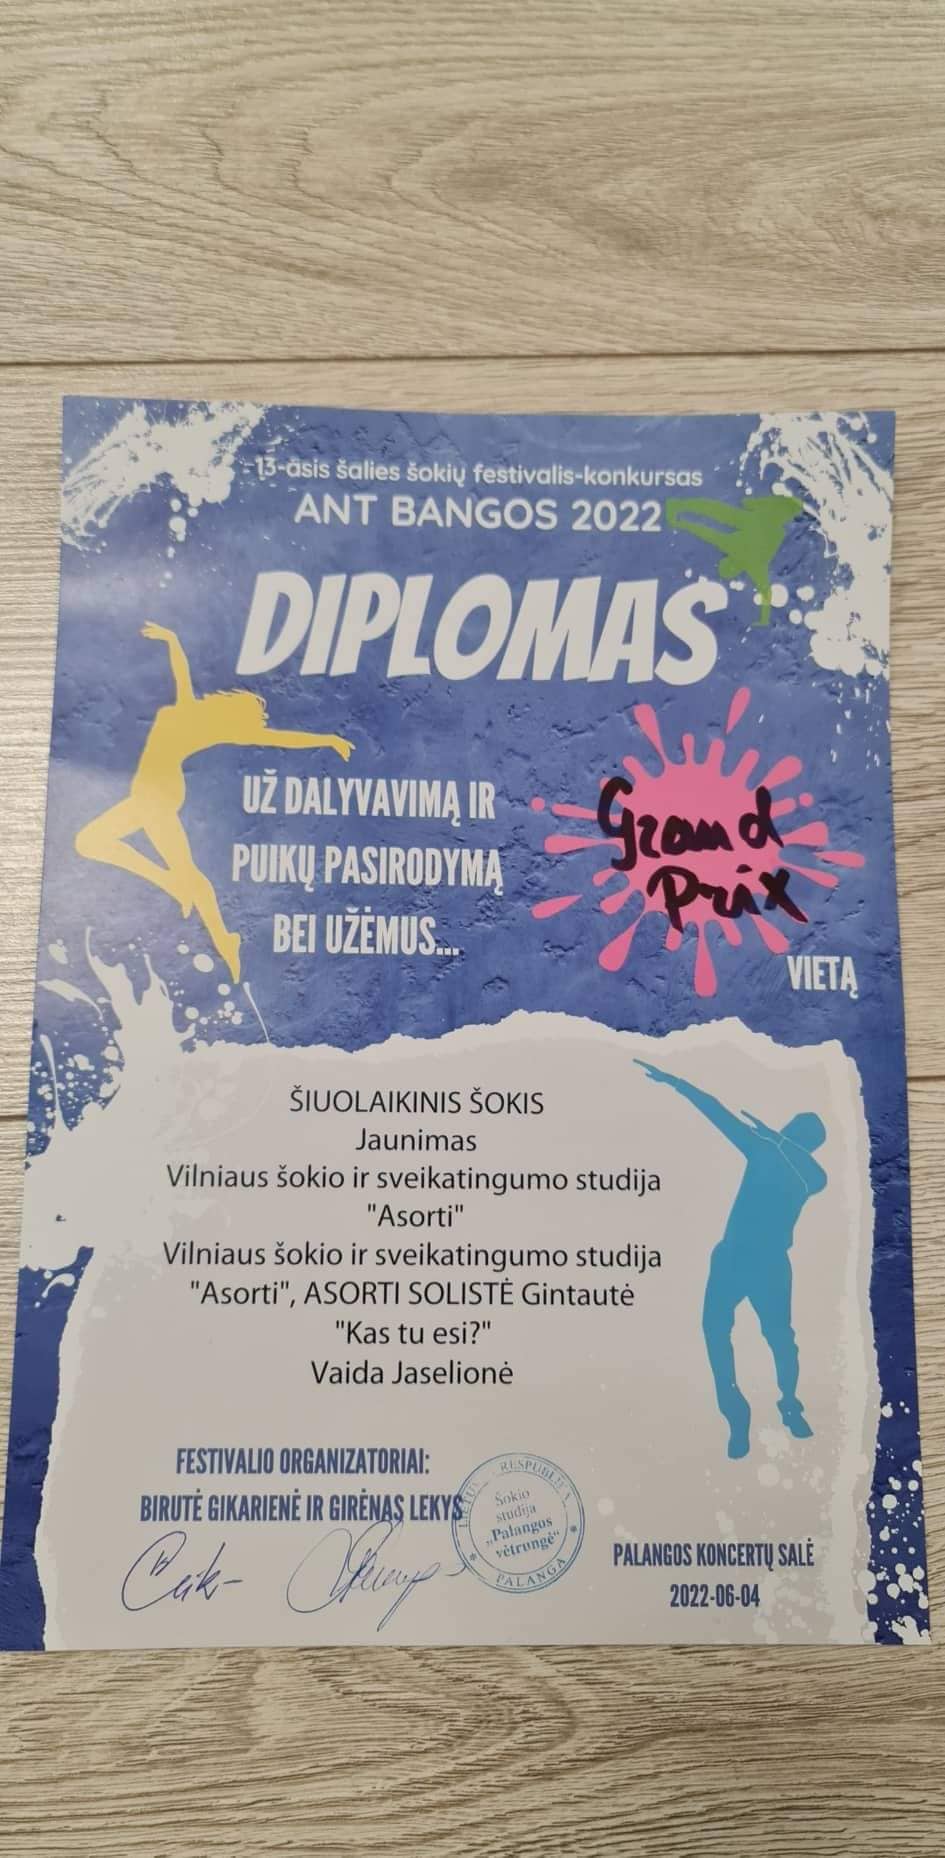 13-asis šalies šokių festivalis-konkursas
ANT BANGOS 2022
DIPLOMAS
UŽ DALYVAVIMĄ IR
PUIKŲ PASIRODYMĄ
BEI UŽĖMUS...
Grand
Prix
VIETĄ
ŠIUOLAIKINIS ŠOKIS
Jaunimas
Vilniaus šokio ir sveikatingumo studija
"Asorti"
Vilniaus šokio ir sveikatingumo studija
"Asorti", ASORTI SOLISTĖ Gintautė
"Kas tu esi?"
Vaida Jaselionė
FESTIVALIO ORGANIZATORIAI:
BIRUTĖ GIKARIENĖ IR GIRĖNAS LEKYS
RESPUBLIKA
Šokio
studija
„Palangos
vėtrungė“
PALANGA
PALANGOS KONCERTŲ SALĖ
2022-06-04